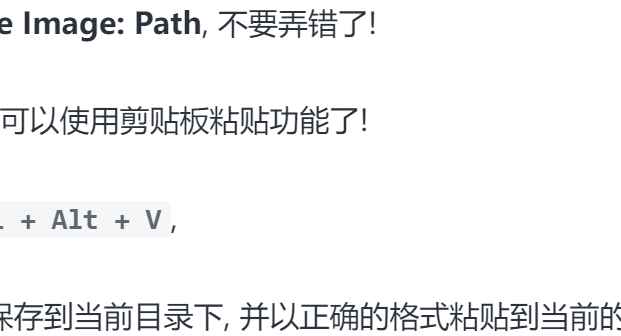 e Image: Path, 不要弄错了!
可以使用剪贴板粘贴功能了!
+ Alt + V,
保存到当前目录下, 并以正确的格式粘贴到当前的